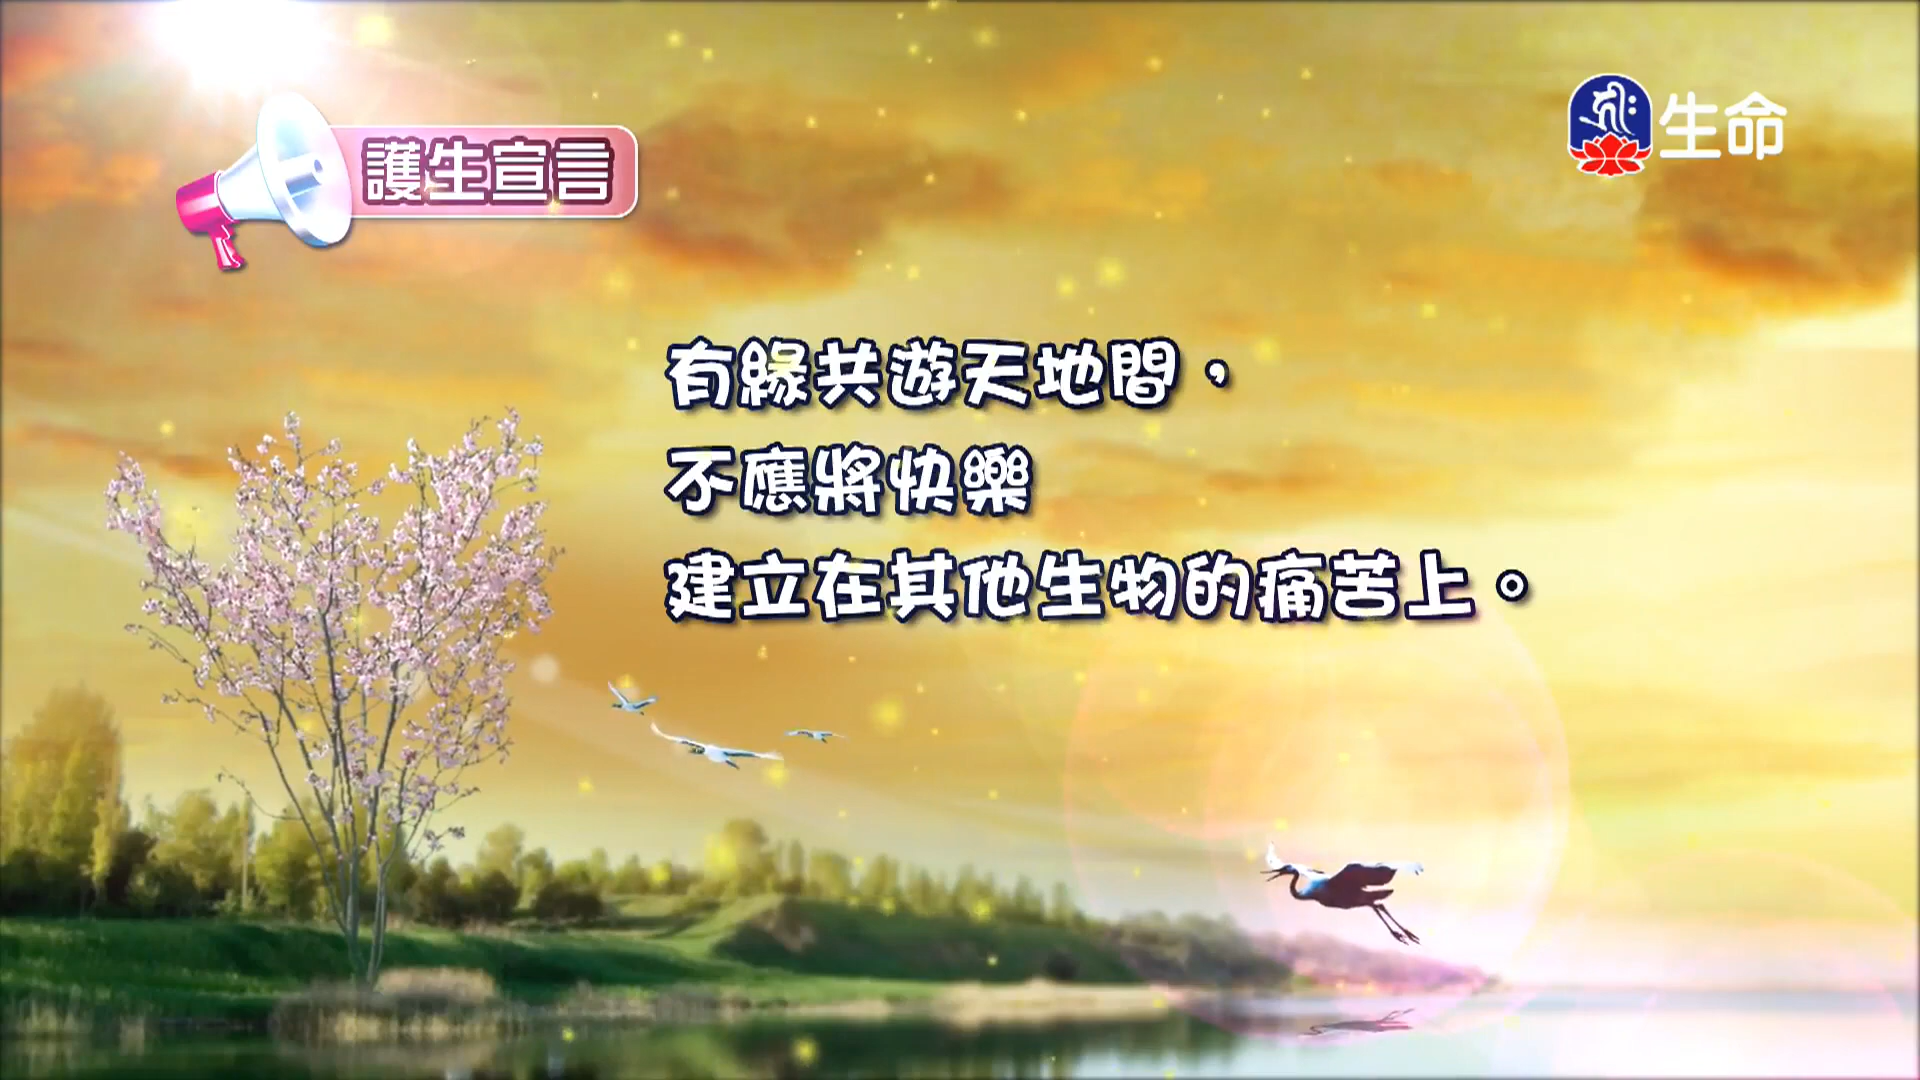 護生宣言
生命
有緣共遊天地間，
不應將快樂
建立在其他生物的痛苦上。